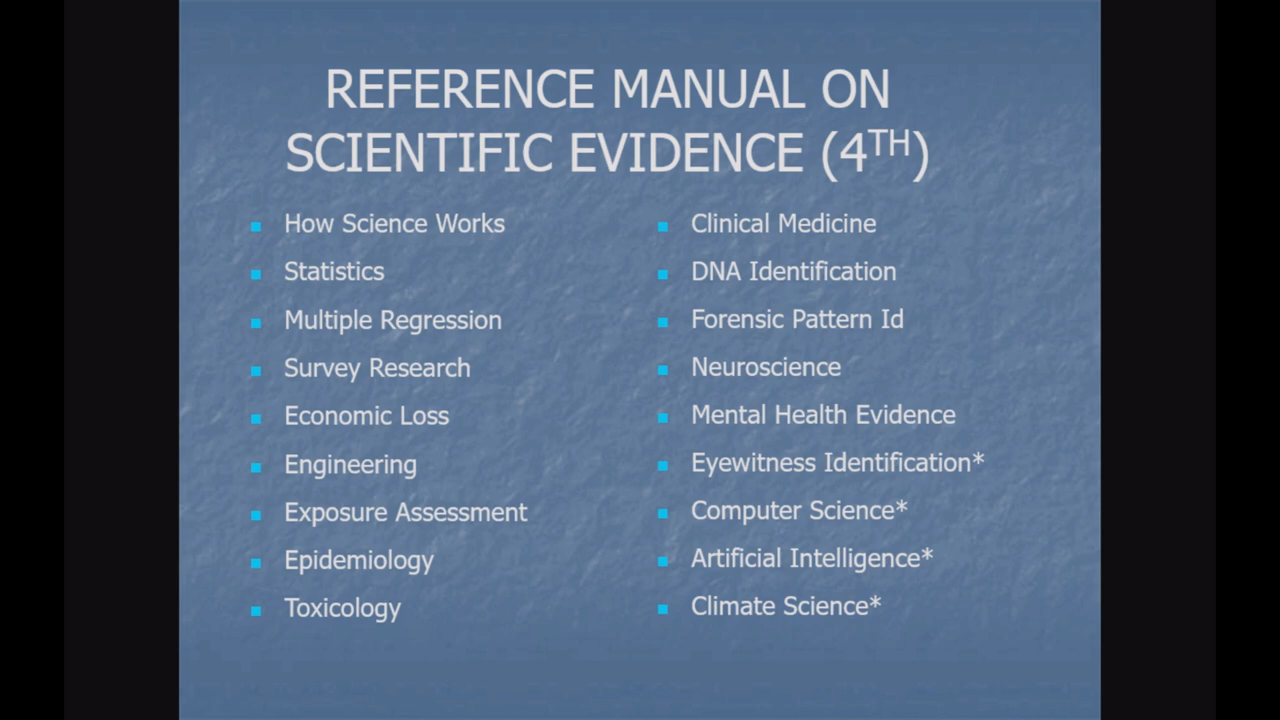 REFERENCE MANUAL ON
SCIENTIFIC EVIDENCE (4TH)
How Science Works
Statistics
Multiple Regression
Survey Research
Economic Loss
Engineering
Exposure Assessment
Epidemiology
Toxicology
Clinical Medicine
DNA Identification
Forensic Pattern Id
Neuroscience
Mental Health Evidence
Eyewitness Identification*
Computer Science*
Artificial Intelligence*
Climate Science*